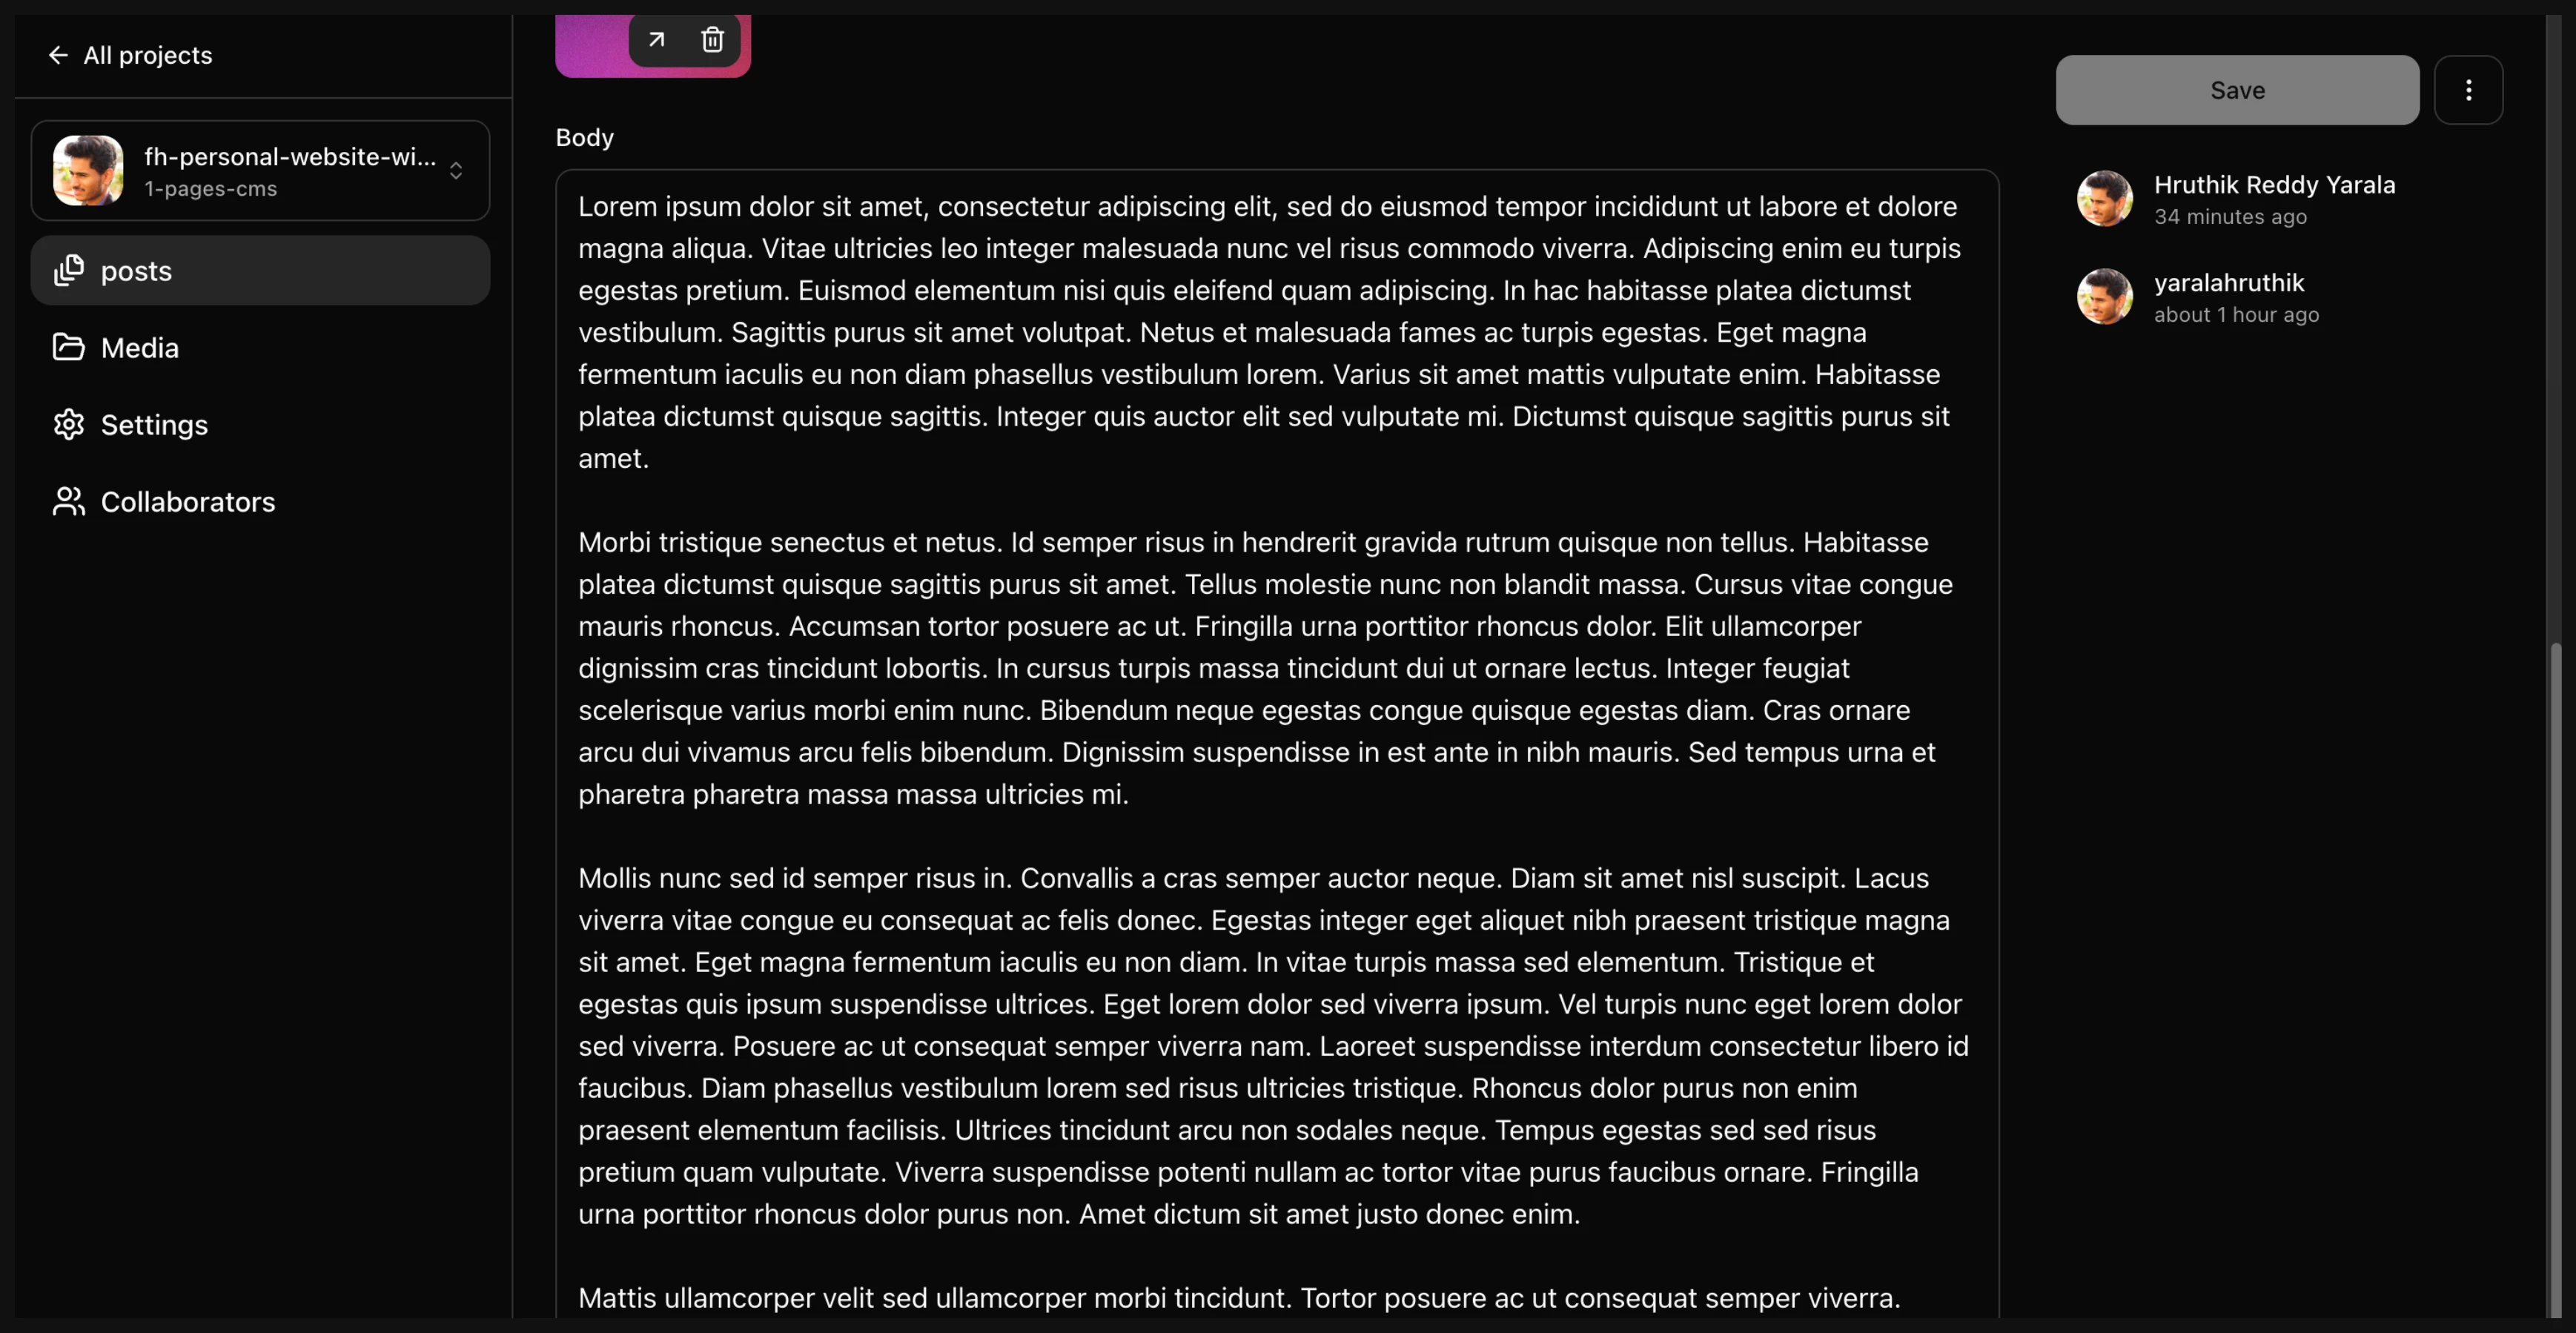 All projects
fh-personal-website-wi...
1-pages-cms
posts
Media
Settings
Collaborators
Body
Lorem ipsum dolor sit amet, consectetur adipiscing elit, sed do eiusmod tempor incididunt ut labore et dolore
magna aliqua. Vitae ultricies leo integer malesuada nunc vel risus commodo viverra. Adipiscing enim eu turpis
egestas pretium. Euismod elementum nisi quis eleifend quam adipiscing. In hac habitasse platea dictumst
vestibulum. Sagittis purus sit amet volutpat. Netus et malesuada fames ac turpis egestas. Eget magna
fermentum iaculis eu non diam phasellus vestibulum lorem. Varius sit amet mattis vulputate enim. Habitasse
platea dictumst quisque sagittis. Integer quis auctor elit sed vulputate mi. Dictumst quisque sagittis purus sit
amet.
Morbi tristique senectus et netus. Id semper risus in hendrerit gravida rutrum quisque non tellus. Habitasse
platea dictumst quisque sagittis purus sit amet. Tellus molestie nunc non blandit massa. Cursus vitae congue
mauris rhoncus. Accumsan tortor posuere ac ut. Fringilla urna porttitor rhoncus dolor. Elit ullamcorper
dignissim cras tincidunt lobortis. In cursus turpis massa tincidunt dui ut ornare lectus. Integer feugiat
scelerisque varius morbi enim nunc. Bibendum neque egestas congue quisque egestas diam. Cras ornare
arcu dui vivamus arcu felis bibendum. Dignissim suspendisse in est ante in nibh mauris. Sed tempus urna et
pharetra pharetra massa massa ultricies mi.
Mollis nunc sed id semper risus in. Convallis a cras semper auctor neque. Diam sit amet nisl suscipit. Lacus
viverra vitae congue eu consequat ac felis donec. Egestas integer eget aliquet nibh praesent tristique magna
sit amet. Eget magna fermentum iaculis eu non diam. In vitae turpis massa sed elementum. Tristique et
egestas quis ipsum suspendisse ultrices. Eget lorem dolor sed viverra ipsum. Vel turpis nunc eget lorem dolor
sed viverra. Posuere ac ut consequat semper viverra nam. Laoreet suspendisse interdum consectetur libero id
faucibus. Diam phasellus vestibulum lorem sed risus ultricies tristique. Rhoncus dolor purus non enim
praesent elementum facilisis. Ultrices tincidunt arcu non sodales neque. Tempus egestas sed sed risus
pretium quam vulputate. Viverra suspendisse potenti nullam ac tortor vitae purus faucibus ornare. Fringilla
urna porttitor rhoncus dolor purus non. Amet dictum sit amet justo donec enim.
Mattis ullamcorper velit sed ullamcorper morbi tincidunt. Tortor posuere ac ut consequat semper viverra.
Save
Hruthik Reddy Yarala
34 minutes ago
yaralahruthik
about 1 hour ago